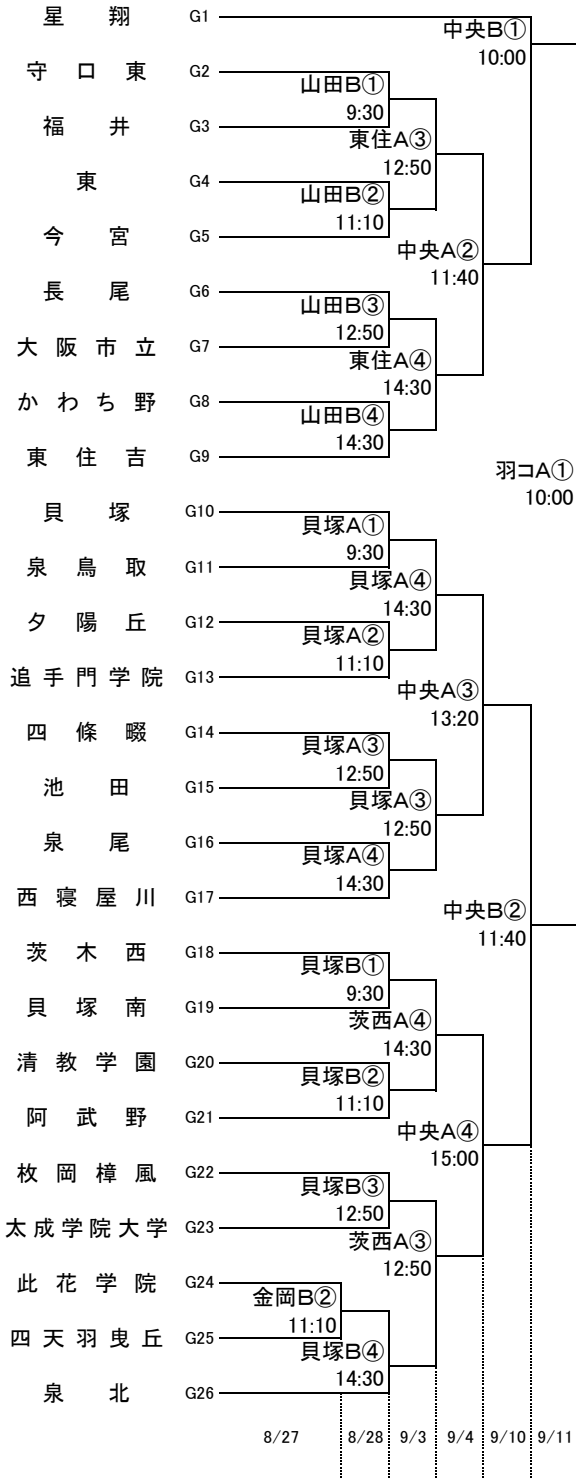 星翔 G1
中央B①
10:00
守口東 G2
山田B①
9:30
福井 G3
東住A③
12:50
東 G4
山田B②
11:10
今宮 G5
中央A②
11:40
長尾 G6
山田B③
12:50
大阪市立 G7
東住A④
14:30
かわち野 G8
山田B④
14:30
東住吉 G9
羽コA①
10:00
貝塚 G10
貝塚A①
9:30
泉鳥取 G11
貝塚A④
14:30
夕陽丘 G12
貝塚A②
11:10
追手門学院 G13
中央A③
13:20
四條畷 G14
貝塚A③
12:50
池田 G15
貝塚A③
12:50
泉尾 G16
貝塚A④
14:30
西寝屋川 G17
中央B②
11:40
茨木西 G18
貝塚B①
9:30
貝塚南 G19
茨西A④
14:30
清教学園 G20
貝塚B②
11:10
阿武野 G21
中央A④
15:00
枚岡樟風 G22
貝塚B③
12:50
太成学院大学 G23
茨西A③
12:50
此花学院 G24
金岡B②
11:10
四天羽曳丘 G25
貝塚B④
14:30
泉北 G26
8/27 8/28 9/3 9/4 9/10 9/11